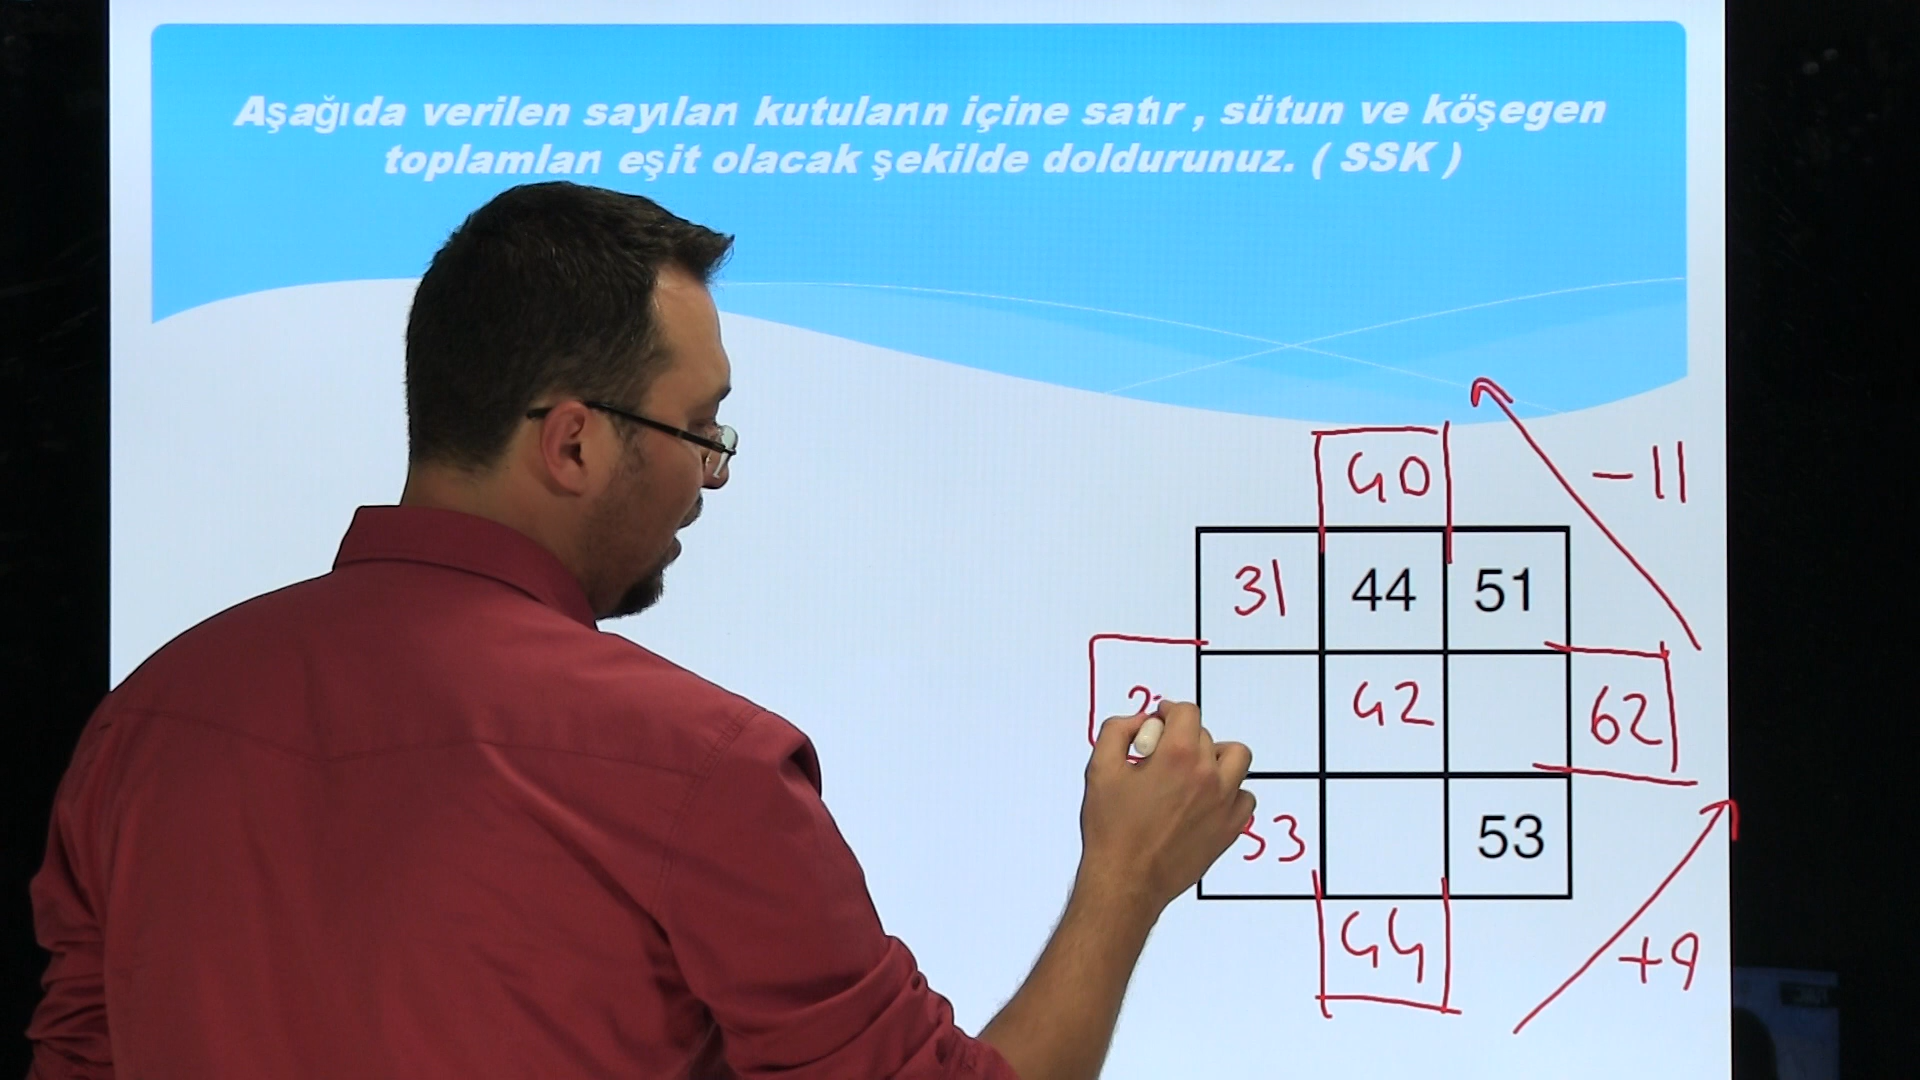 Aşağıda verilen sayıları kutuların içine satır , sütun ve köşegen
toplamları eşit olacak şekilde doldurunuz. ( SSK )
40
-11
31 44 51
42 62
33 53
44
+9